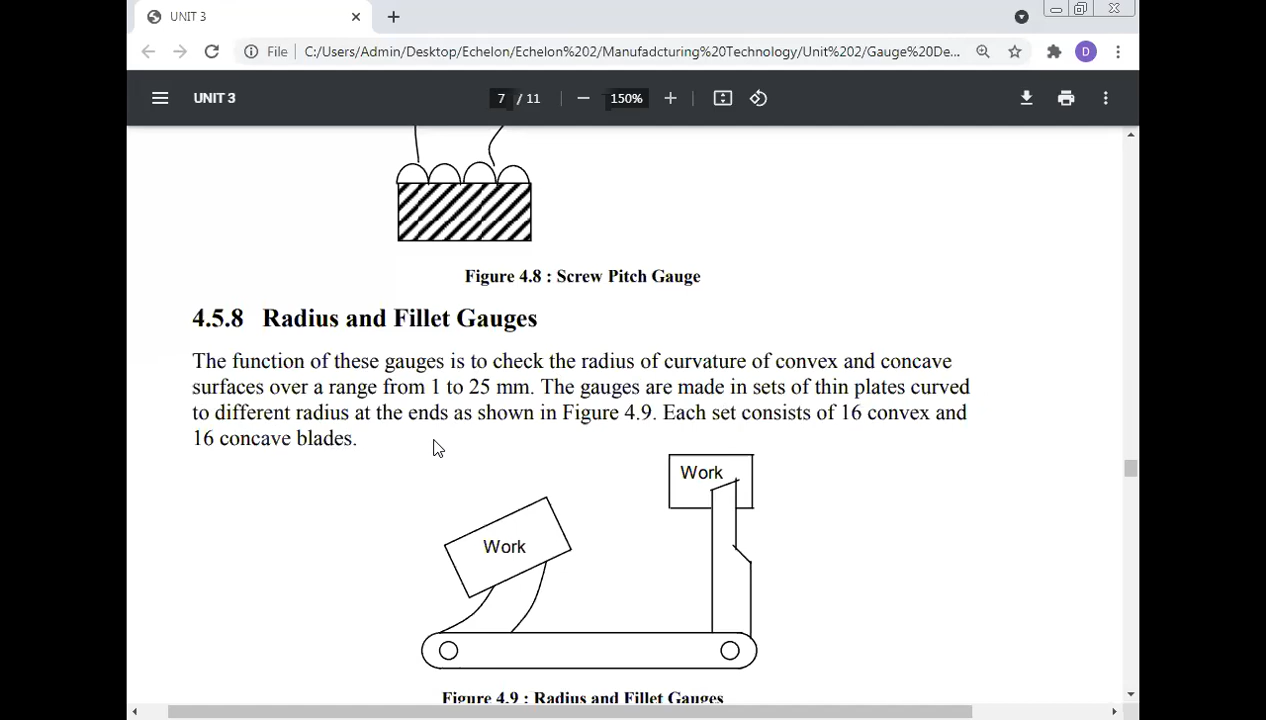 UNIT 3
File
C:/Users/Admin/Desktop/Echelon/Echelon%202/Manufadcturing%20Technology/Unit%202/Gauge%20De...
D
UNIT 3
7 / 11
150%
Figure 4.8 : Screw Pitch Gauge
4.5.8 Radius and Fillet Gauges
The function of these gauges is to check the radius of curvature of convex and concave
surfaces over a range from 1 to 25 mm. The gauges are made in sets of thin plates curved
to different radius at the ends as shown in Figure 4.9. Each set consists of 16 convex and
16 concave blades.
Work
Work
Figure 4.9 : Radius and Fillet Gauges